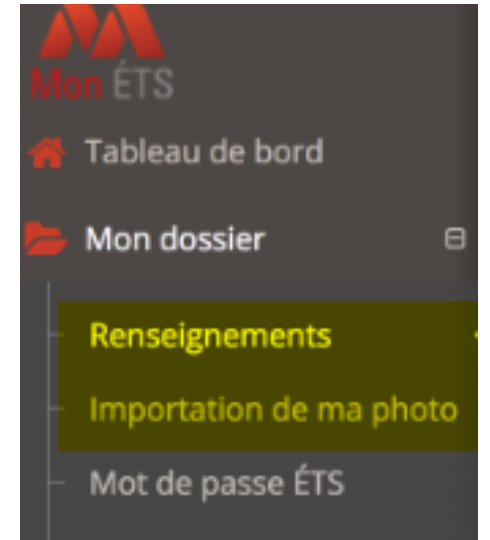 Mon ÉTS
Tableau de bord
Mon dossier
Renseignements
Importation de ma photo
Mot de passe ÉTS